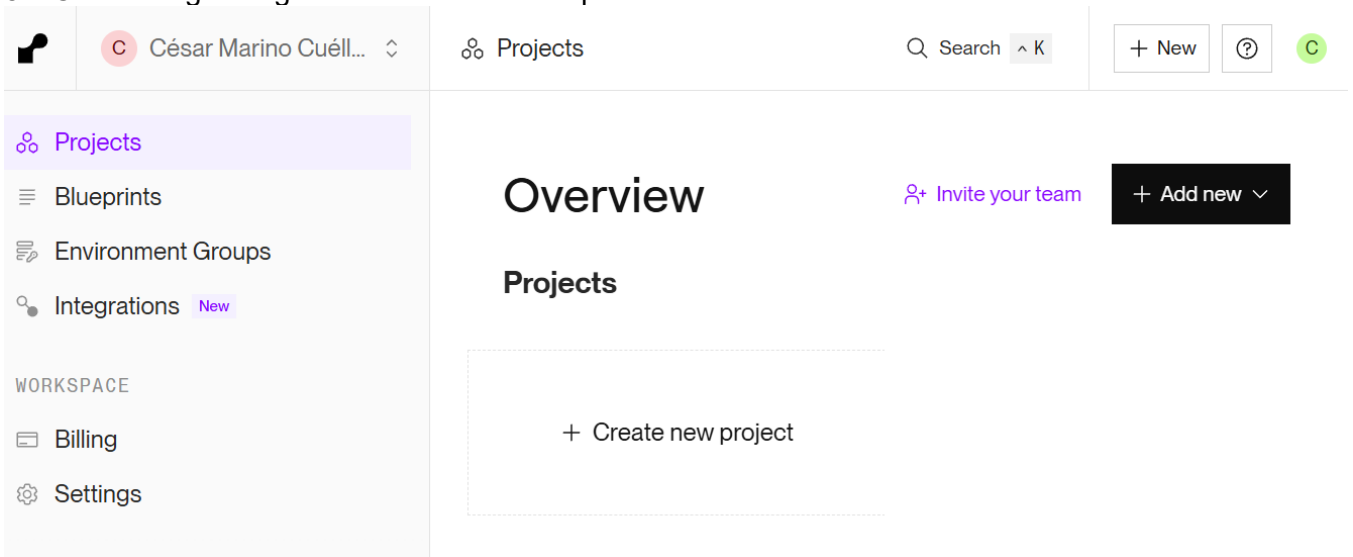 C César Marino Cuéll...
Projects
Search ^ K
+ New
C
Projects
Blueprints
Environment Groups
Integrations New
WORKSPACE
Billing
Settings
Overview
Invite your team
+ Add new
Projects
+ Create new project